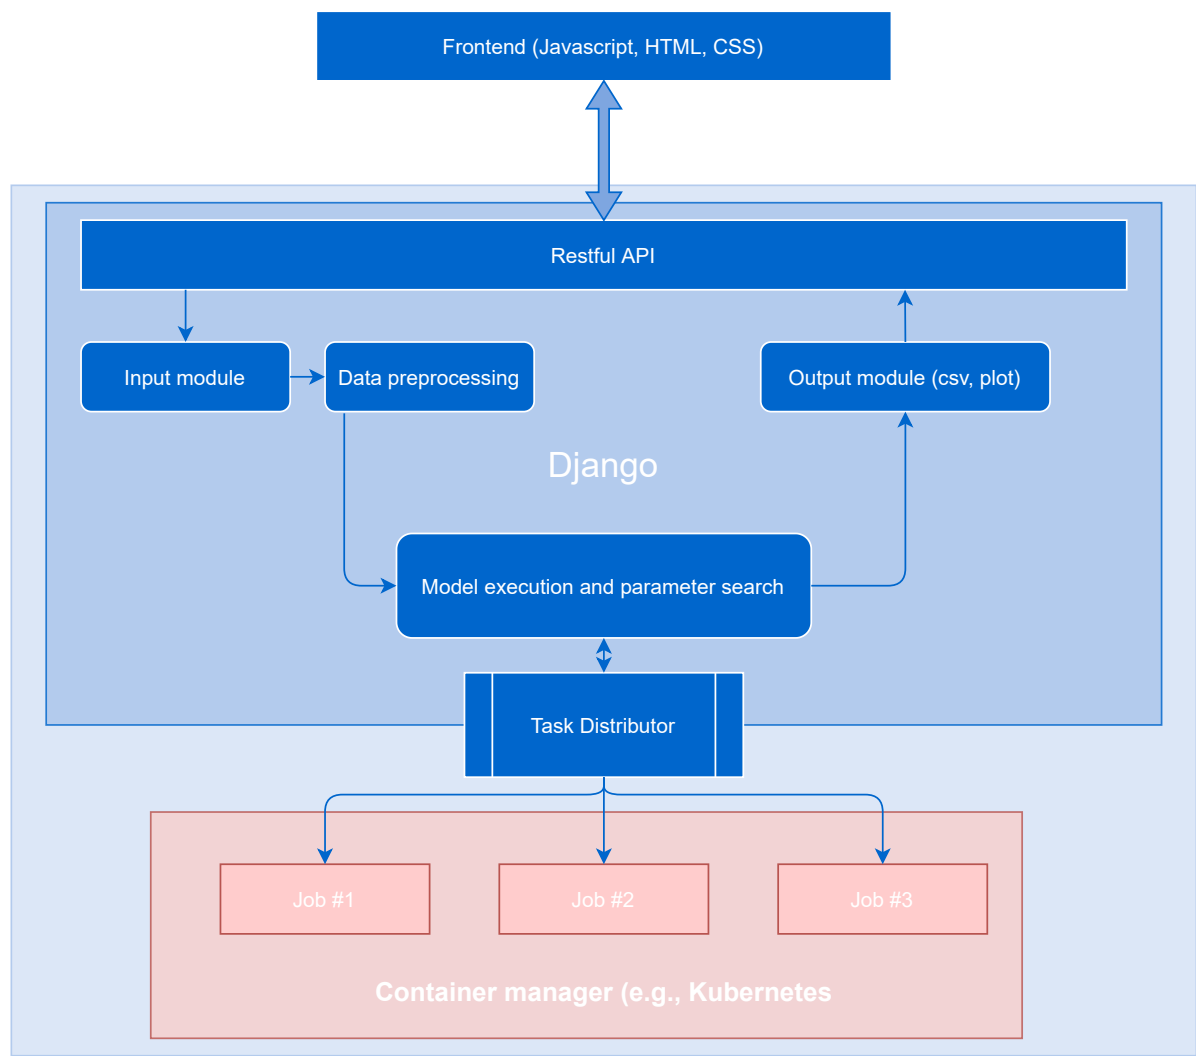 Frontend (Javascript, HTML, CSS)
Restful API
Input module
Data preprocessing
Output module (csv, plot)
Django
Model execution and parameter search
Task Distributor
Job #1
Job #2
Job #3
Container manager (e.g., Kubernetes